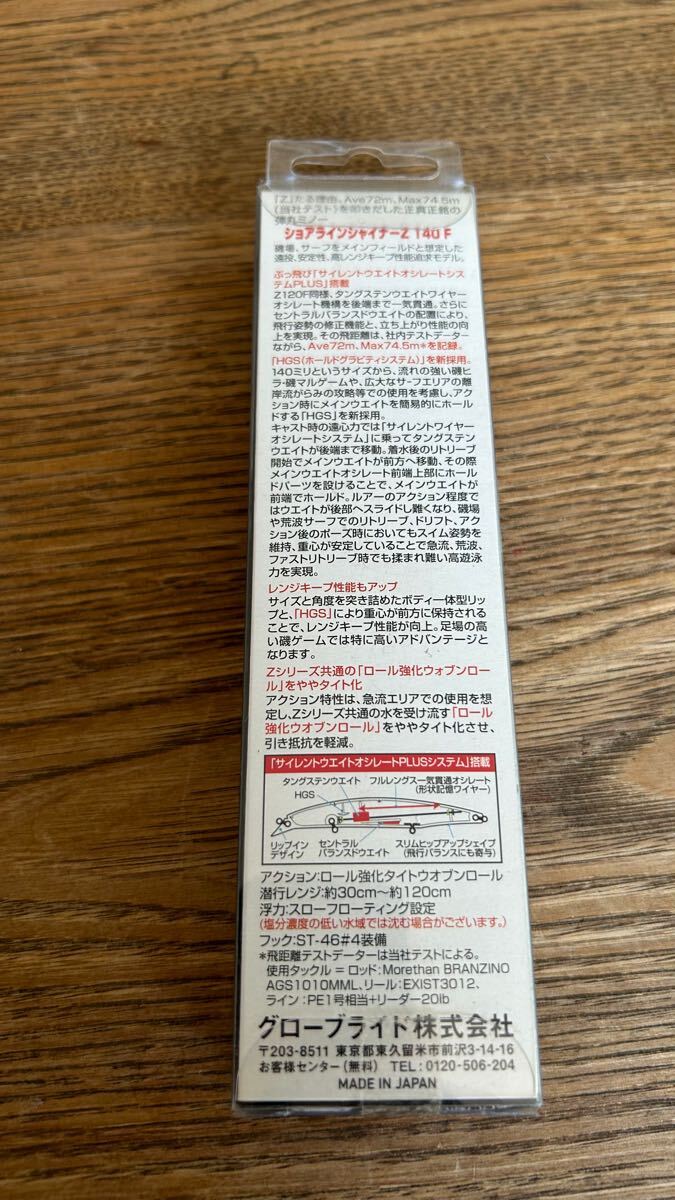 「Z」たる理由、Ave72m、Max74.5m
(当社テスト)を叩きだした正真正銘の
弾丸ミノー
ショアラインシャイナーZ 140 F
磯場、サーフをメインフィールドと想定した
遠投、安定性、高レンジキープ性能追求モデル。
ぶっ飛び「サイレントウエイトオシレートシス
テムPLUS」搭載
Z120F同様、タングステンウエイトワイヤー
オシレート機構を後端まで一気貫通。さらに
セントラルバランスドウエイトの配置により、
飛行姿勢の修正機能と、立ち上がり性能の向
上を実現。その飛距離は、社内テストデーター
ながら、Ave72m、Max74.5m*を記録。
「HGS(ホールドグラビティシステム)」を新採用。
140ミリというサイズから、流れの強い磯ヒ
ラ・磯マルゲームや、広大なサーフエリアの離
岸流がらみの攻略等での使用を考慮し、アク
ション時にメインウエイトを簡易的にホール
ドする「HGS」を新採用。
キャスト時の遠心力では「サイレントワイヤー
オシレートシステム」に乗ってタングステン
ウエイトが後端まで移動。着水後のリトリーブ
開始でメインウエイトが前方へ移動、その際
メインウエイトオシレート前端上部にホール
ドパーツを設けることで、メインウエイトが
前端でホールド。ルアーのアクション程度で
はウエイトが後部へスライドし難くなり、磯場
や荒波サーフでのリトリーブ、ドリフト、アク
ション後のポーズ時においてもスイム姿勢を
維持、重心が安定していることで急流、荒波、
ファストリトリーブ時でも揉まれ難い高遊泳
力を実現。
レンジキープ性能もアップ
サイズと角度を突き詰めたボディー体型リッ
プと、「HGS」により重心が前方に保持される
ことで、レンジキープ性能が向上。足場の高
い磯ゲームでは特に高いアドバンテージと
なります。
Zシリーズ共通の「ロール強化ウォブンロー
ル」をややタイト化
アクション特性は、急流エリアでの使用を想
定し、Zシリーズ共通の水を受け流す「ロール
強化ウオブンロール」をややタイト化させ、
引き抵抗を軽減。
「サイレントウエイトオシレートPLUSシステム」搭載
タングステンウエイト フルレングス一気貫通オシレート
HGS (形状記憶ワイヤー)
リップイン セントラル スリムヒップアップシェイプ
デザイン バランスドウエイト (飛行バランスにも寄与)
アクション:ロール強化タイトウオブンロール
潜行レンジ:約30cm〜約120cm
浮力:スローフローティング設定
(塩分濃度の低い水域では沈む場合がございます。)
フック:ST-46#4装備
*飛距離テストデーターは当社テストによる。
使用タックル = ロッド:Morethan BRANZINO
AGS1010MML、リール:EXIST3012、
ライン:PE1号相当+リーダー20lb
グローブライド株式会社
〒203-8511 東京都東久留米市前沢3-14-16
お客様センター(無料) TEL:0120-506-204
MADE IN JAPAN